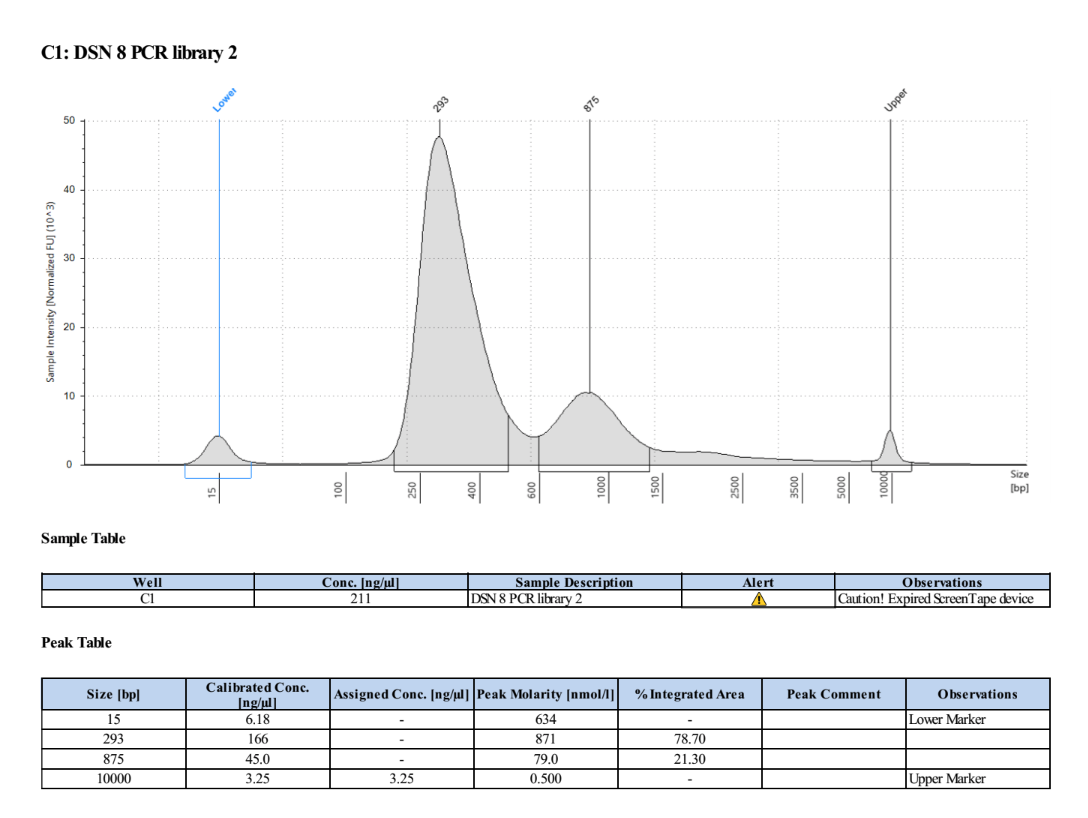 C1: DSN 8 PCR library 2
Lower
293
875
Upper
Sample Intensity [Normalized FU] (10^3)
50
40
30
20
10
0
15
100
250
400
600
1000
1500
2500
3500
5000
10000
Size
[bp]
Sample Table
Well Conc. [ng/µl] Sample Description Alert Observations
C1 211 DSN 8 PCR library 2 Caution! Expired ScreenTape device
Peak Table
Size [bp] Calibrated Conc. [ng/µl] Assigned Conc. [ng/µl] Peak Molarity [nmol/l] % Integrated Area Peak Comment Observations
15 6.18 - 634 - Lower Marker
293 166 - 871 78.70
875 45.0 - 79.0 21.30
10000 3.25 3.25 0.500 - Upper Marker